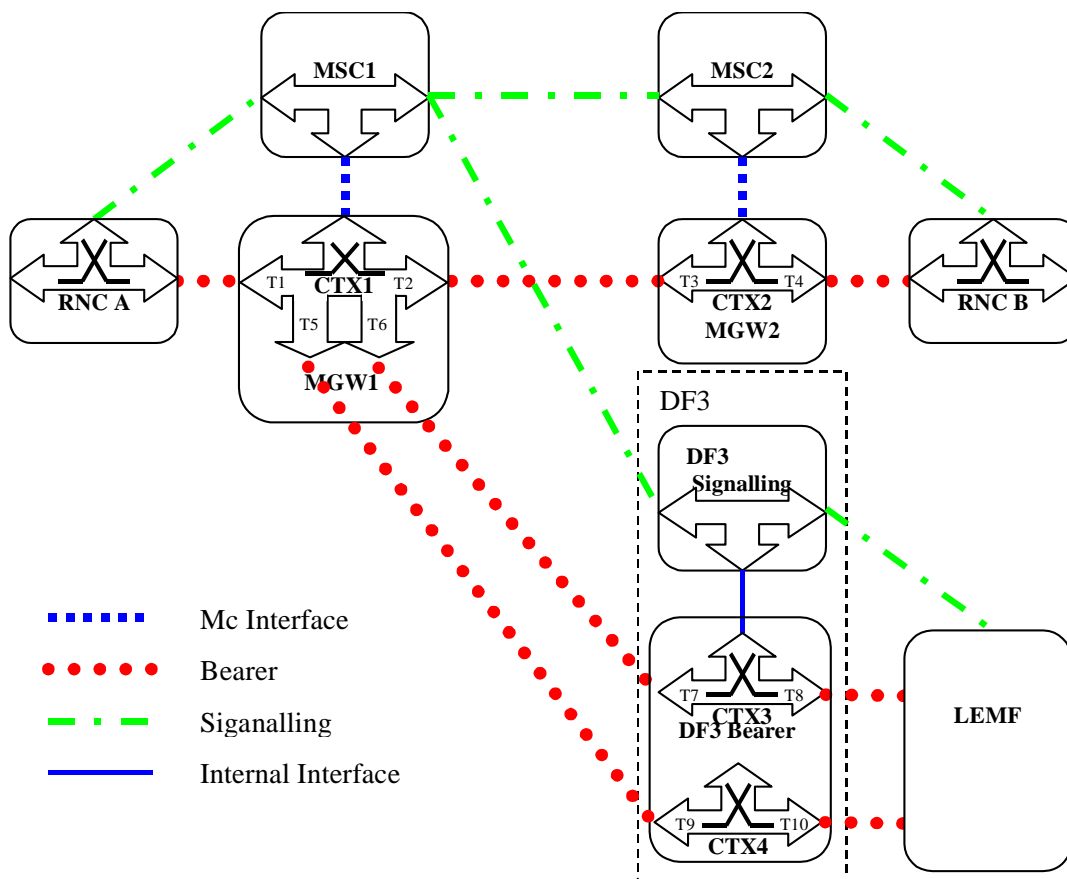 MSC1
MSC2
RNC A
T1
CTX1
T2
T5
T6
MGW1
T3
T4
CTX2
MGW2
RNC B
DF3
DF3
Signalling
T7
T8
CTX3
DF3 Bearer
T9
T10
CTX4
LEMF
Mc Interface
Bearer
Siganalling
Internal Interface